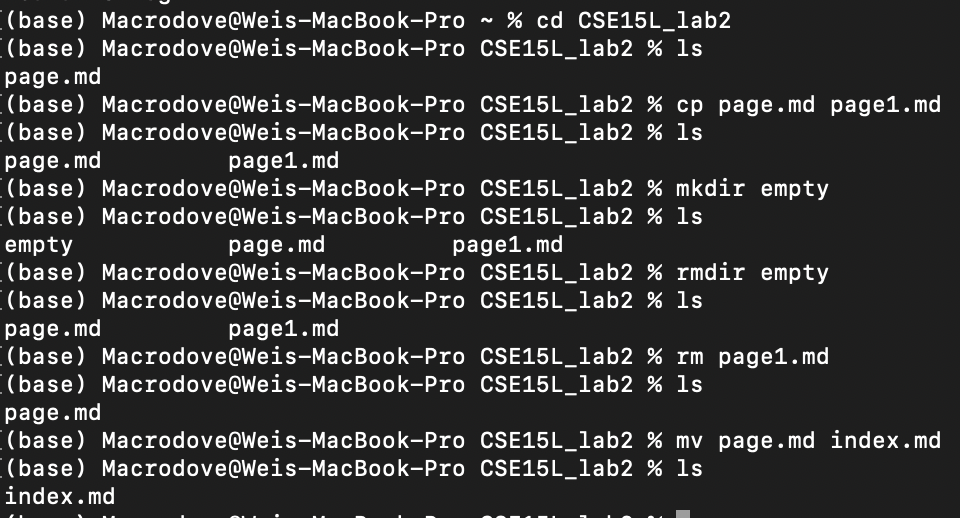 (base) Macrodove@Weis-MacBook-Pro ~ % cd CSE15L_lab2
(base) Macrodove@Weis-MacBook-Pro CSE15L_lab2 % ls
page.md
(base) Macrodove@Weis-MacBook-Pro CSE15L_lab2 % cp page.md page1.md
(base) Macrodove@Weis-MacBook-Pro CSE15L_lab2 % ls
page.md page1.md
(base) Macrodove@Weis-MacBook-Pro CSE15L_lab2 % mkdir empty
(base) Macrodove@Weis-MacBook-Pro CSE15L_lab2 % ls
empty page.md page1.md
(base) Macrodove@Weis-MacBook-Pro CSE15L_lab2 % rmdir empty
(base) Macrodove@Weis-MacBook-Pro CSE15L_lab2 % ls
page.md page1.md
(base) Macrodove@Weis-MacBook-Pro CSE15L_lab2 % rm page1.md
(base) Macrodove@Weis-MacBook-Pro CSE15L_lab2 % ls
page.md
(base) Macrodove@Weis-MacBook-Pro CSE15L_lab2 % mv page.md index.md
(base) Macrodove@Weis-MacBook-Pro CSE15L_lab2 % ls
index.md
(base) Macrodove@Weis-MacBook-Pro CSE15L_lab2 %